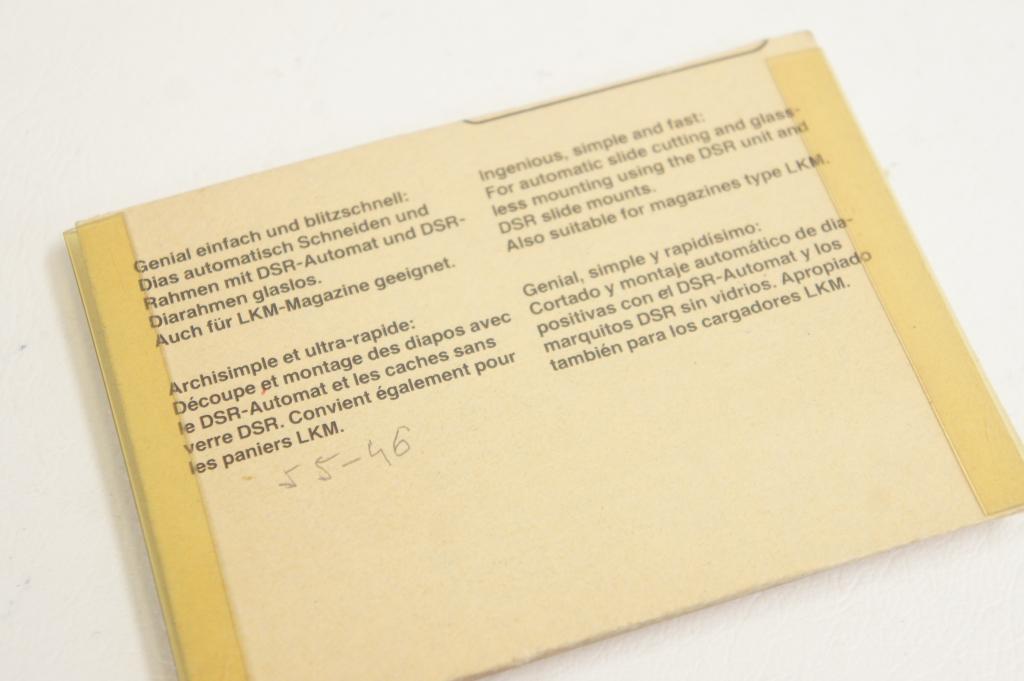 Genial einfach und blitzschnell:
Dias automatisch Schneiden und
Rahmen mit DSR-Automat und DSR-
Diarahmen glaslos.
Auch für LKM-Magazine geeignet.
Archisimple et ultra-rapide:
Découpe et montage des diapos avec
le DSR-Automat et les caches sans
verre DSR. Convient également pour
les paniers LKM.
55-46
Ingenious, simple and fast:
For automatic slide cutting and glass-
less mounting using the DSR unit and
DSR slide mounts.
Also suitable for magazines type LKM.
Genial, simple y rapidísimo:
Cortado y montaje automático de dia-
positivas con el DSR-Automat y los
marquitos DSR sin vidrios. Apropiado
también para los cargadores LKM.